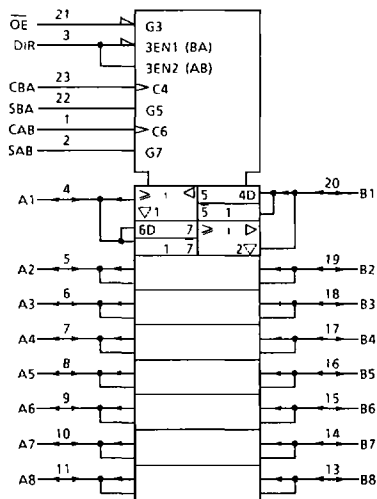 OE 21 G3
DIR 3 3EN1 (BA)
3EN2 (AB)
CBA 23 C4
SBA 22 G5
CAB 1 C6
SAB 2 G7
A1 4 ≥ 1 ◁ 5 4D 20 B1
▽1 5 1
6D 7 ≥ 1 ▷
1 7 2▽
A2 5 19 B2
A3 6 18 B3
A4 7 17 B4
A5 8 16 B5
A6 9 15 B6
A7 10 14 B7
A8 11 13 B8